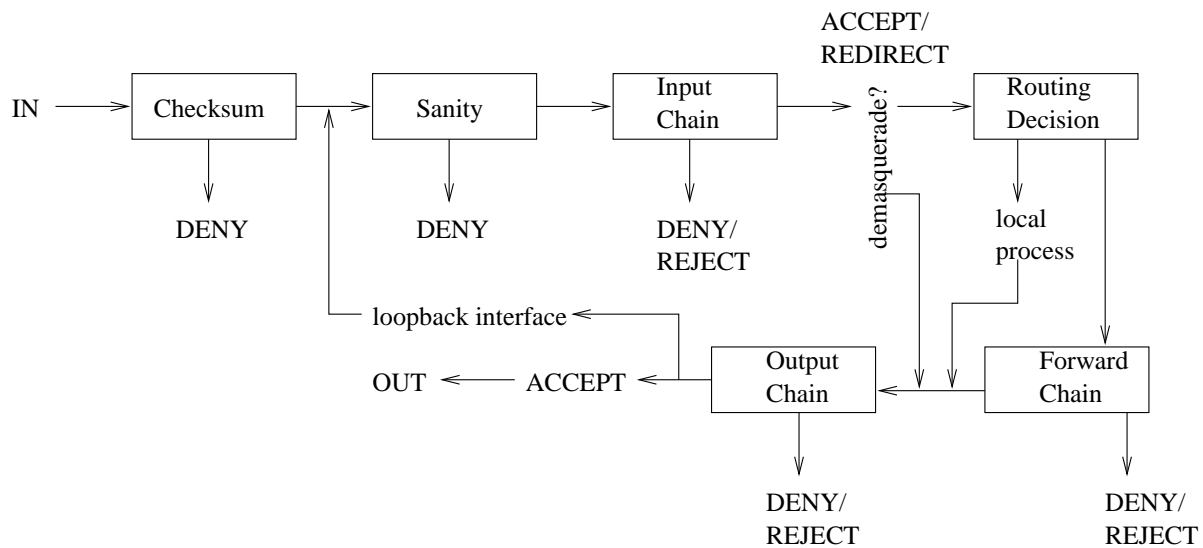 ACCEPT/
REDIRECT
IN
Checksum
Sanity
Input
Chain
demasquerade?
Routing
Decision
DENY
DENY
DENY/
REJECT
local
process
loopback interface
OUT
ACCEPT
Output
Chain
Forward
Chain
DENY/
REJECT
DENY/
REJECT